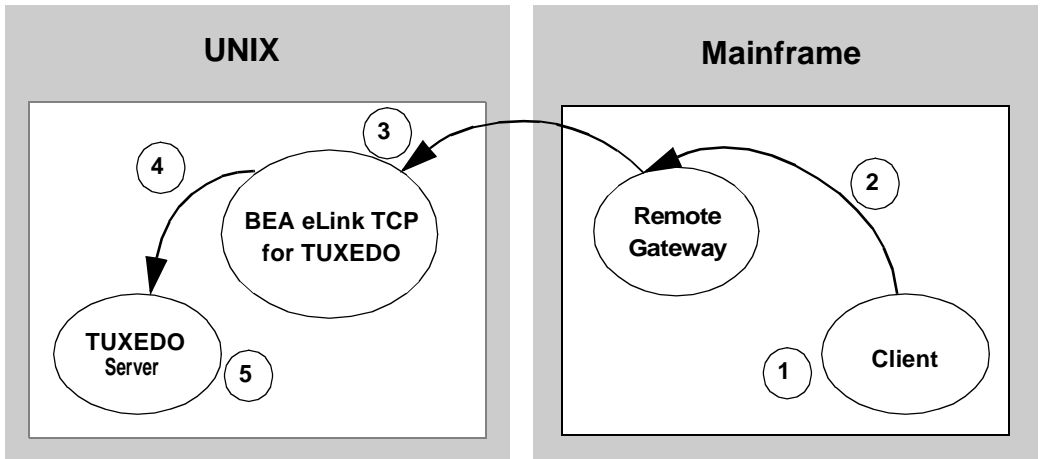 UNIX
Mainframe
3
4
2
BEA eLink TCP
for TUXEDO
Remote
Gateway
TUXEDO
Server
5
1
Client